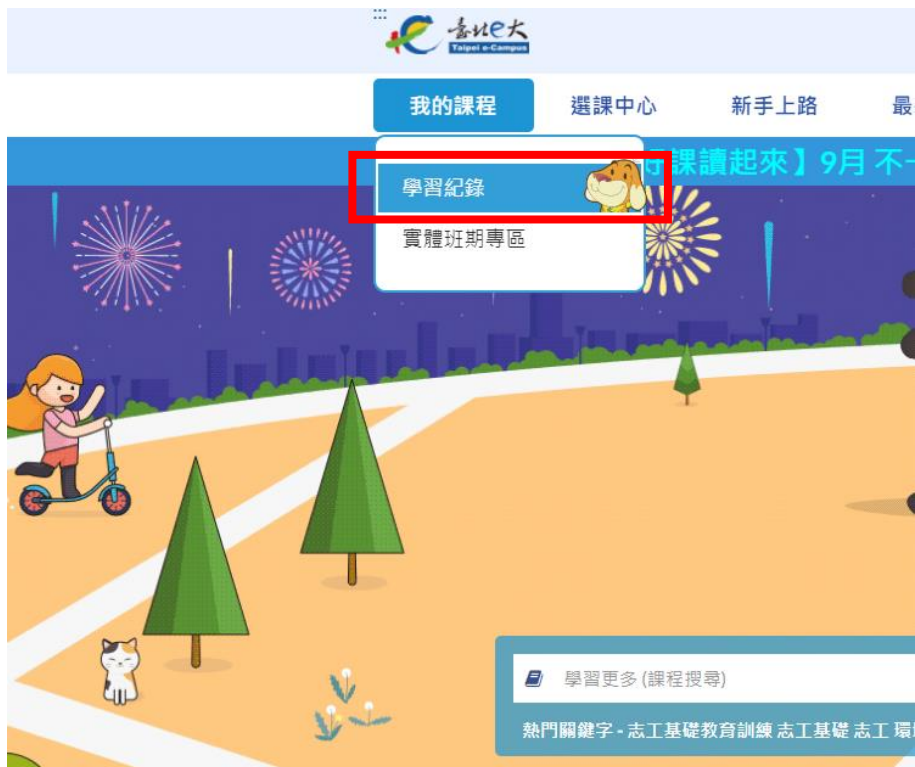 臺北e大
Taipei e-Campus
我的課程
選課中心
新手上路
最
課讀起來】9月 不一
學習紀錄
實體班期專區
學習更多 (課程搜尋)
熱門關鍵字 - 志工基礎教育訓練 志工基礎 志工 環